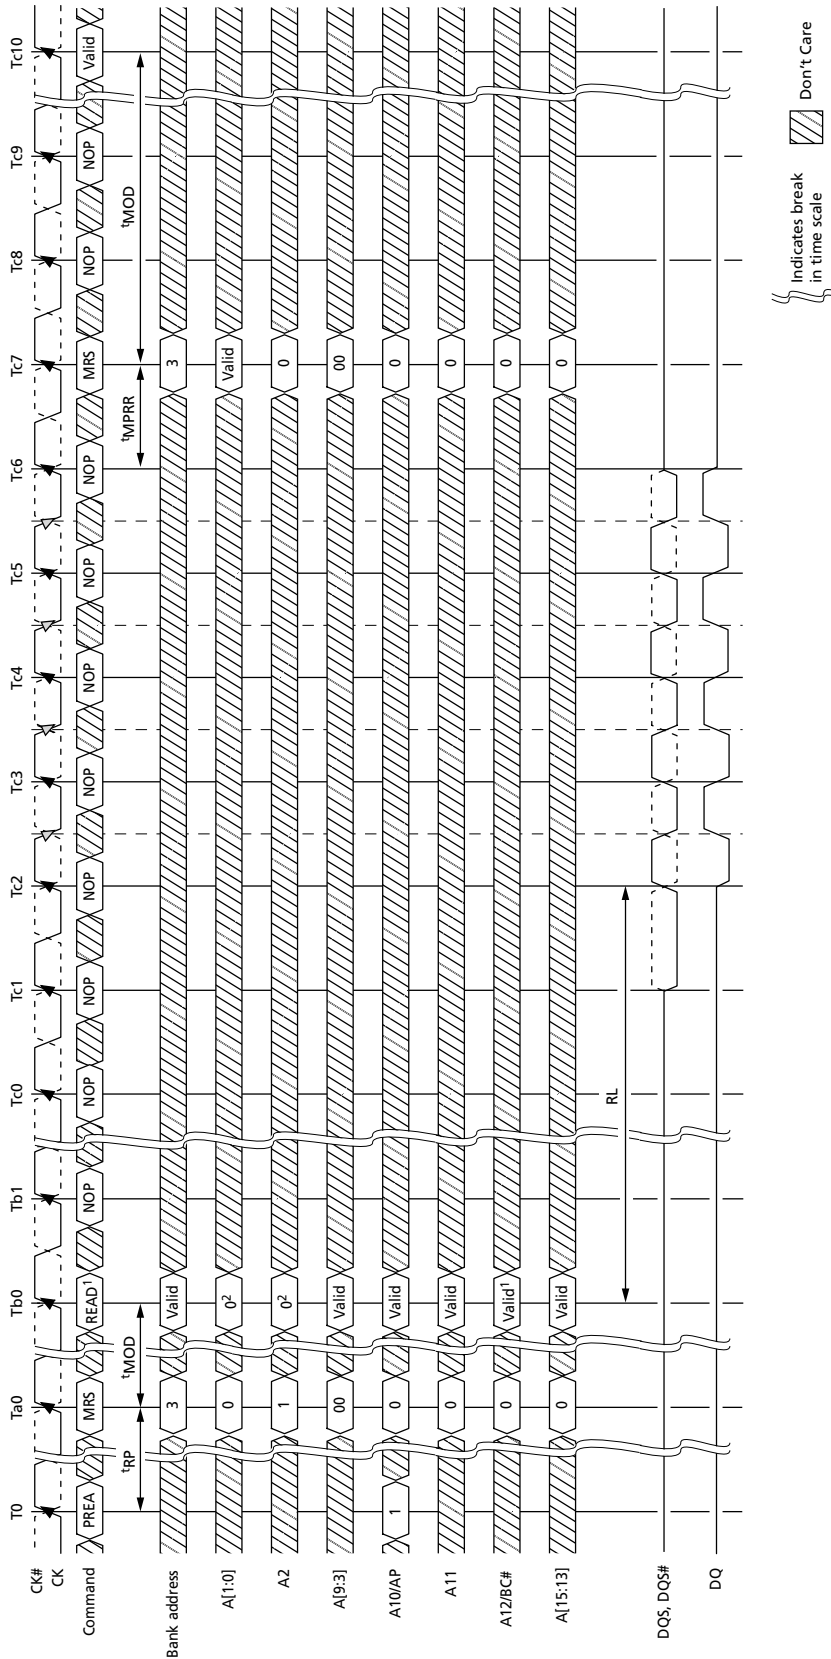 T0 Ta0 Tb0 Tb1 Tc0 Tc1 Tc2 Tc3 Tc4 Tc5 Tc6 Tc7 Tc8 Tc9 Tc10
CK#
CK
Command PREA MRS READ1 NOP NOP NOP NOP NOP NOP NOP NOP MRS NOP NOP Valid
tRP tMOD tMPRR tMOD
Bank address 3 Valid 3
A[1:0] 0 02 Valid
A2 1 02 0
A[9:3] 00 Valid 00
A10/AP 1 0 Valid 0
A11 0 Valid 0
A12/BC# 0 Valid1 0
A[15:13] 0 Valid 0
RL
DQS, DQS#
DQ
Indicates break
in time scale
Don't Care